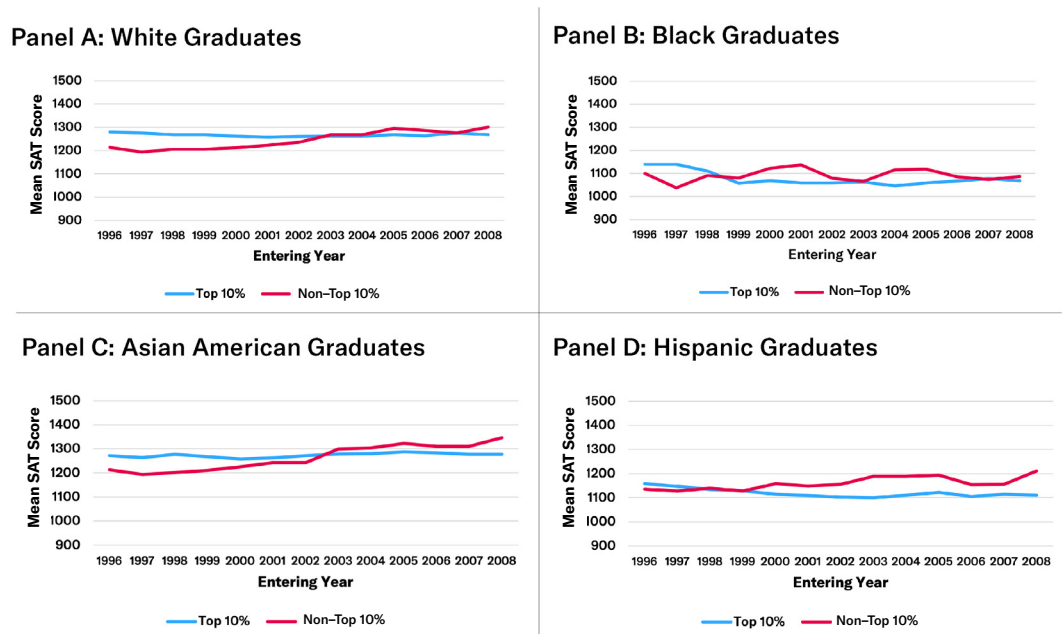 Panel A: White Graduates
Mean SAT Score
1500
1400
1300
1200
1100
1000
900
1996 1997 1998 1999 2000 2001 2002 2003 2004 2005 2006 2007 2008
Entering Year
Top 10% Non–Top 10%
Panel B: Black Graduates
Mean SAT Score
1500
1400
1300
1200
1100
1000
900
1996 1997 1998 1999 2000 2001 2002 2003 2004 2005 2006 2007 2008
Entering Year
Top 10% Non–Top 10%
Panel C: Asian American Graduates
Mean SAT Score
1500
1400
1300
1200
1100
1000
900
1996 1997 1998 1999 2000 2001 2002 2003 2004 2005 2006 2007 2008
Entering Year
Top 10% Non–Top 10%
Panel D: Hispanic Graduates
Mean SAT Score
1500
1400
1300
1200
1100
1000
900
1996 1997 1998 1999 2000 2001 2002 2003 2004 2005 2006 2007 2008
Entering Year
Top 10% Non–Top 10%